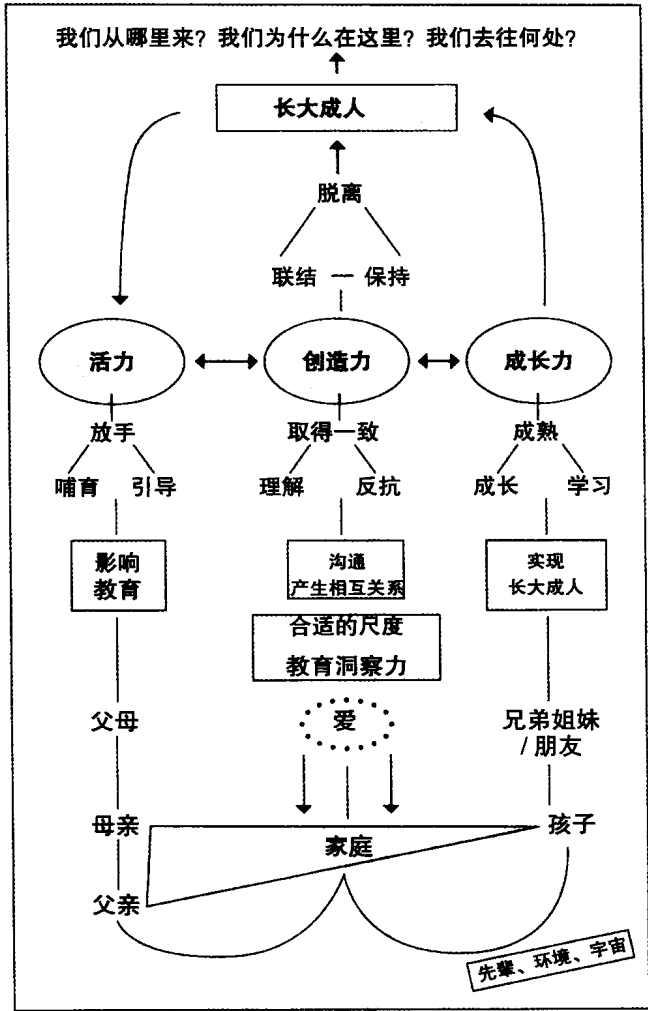 我们从哪里来？我们为什么在这里？我们去往何处？
长大成人
脱离
联结 — 保持
活力 创造力 成长力
放手 取得一致 成熟
哺育 引导 理解 反抗 成长 学习
影响
教育
沟通
产生相互关系
实现
长大成人
合适的尺度
教育洞察力
父母
爱
兄弟姐妹
/ 朋友
母亲
家庭
孩子
父亲
先辈、环境、宇宙